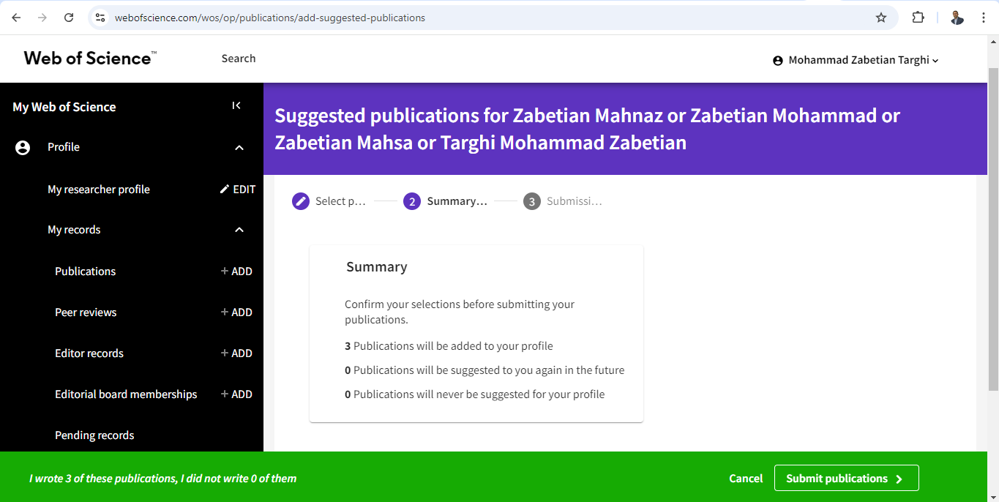 webofscience.com/wos/op/publications/add-suggested-publications
Web of Science™
Search
Mohammad Zabetian Targhi
My Web of Science
Profile
My researcher profile
EDIT
My records
Publications
+ ADD
Peer reviews
+ ADD
Editor records
+ ADD
Editorial board memberships
+ ADD
Pending records
Suggested publications for Zabetian Mahnaz or Zabetian Mohammad or
Zabetian Mahsa or Targhi Mohammad Zabetian
Select p...
2 Summary...
3 Submissi...
Summary
Confirm your selections before submitting your
publications.
3 Publications will be added to your profile
0 Publications will be suggested to you again in the future
0 Publications will never be suggested for your profile
I wrote 3 of these publications, I did not write 0 of them
Cancel
Submit publications